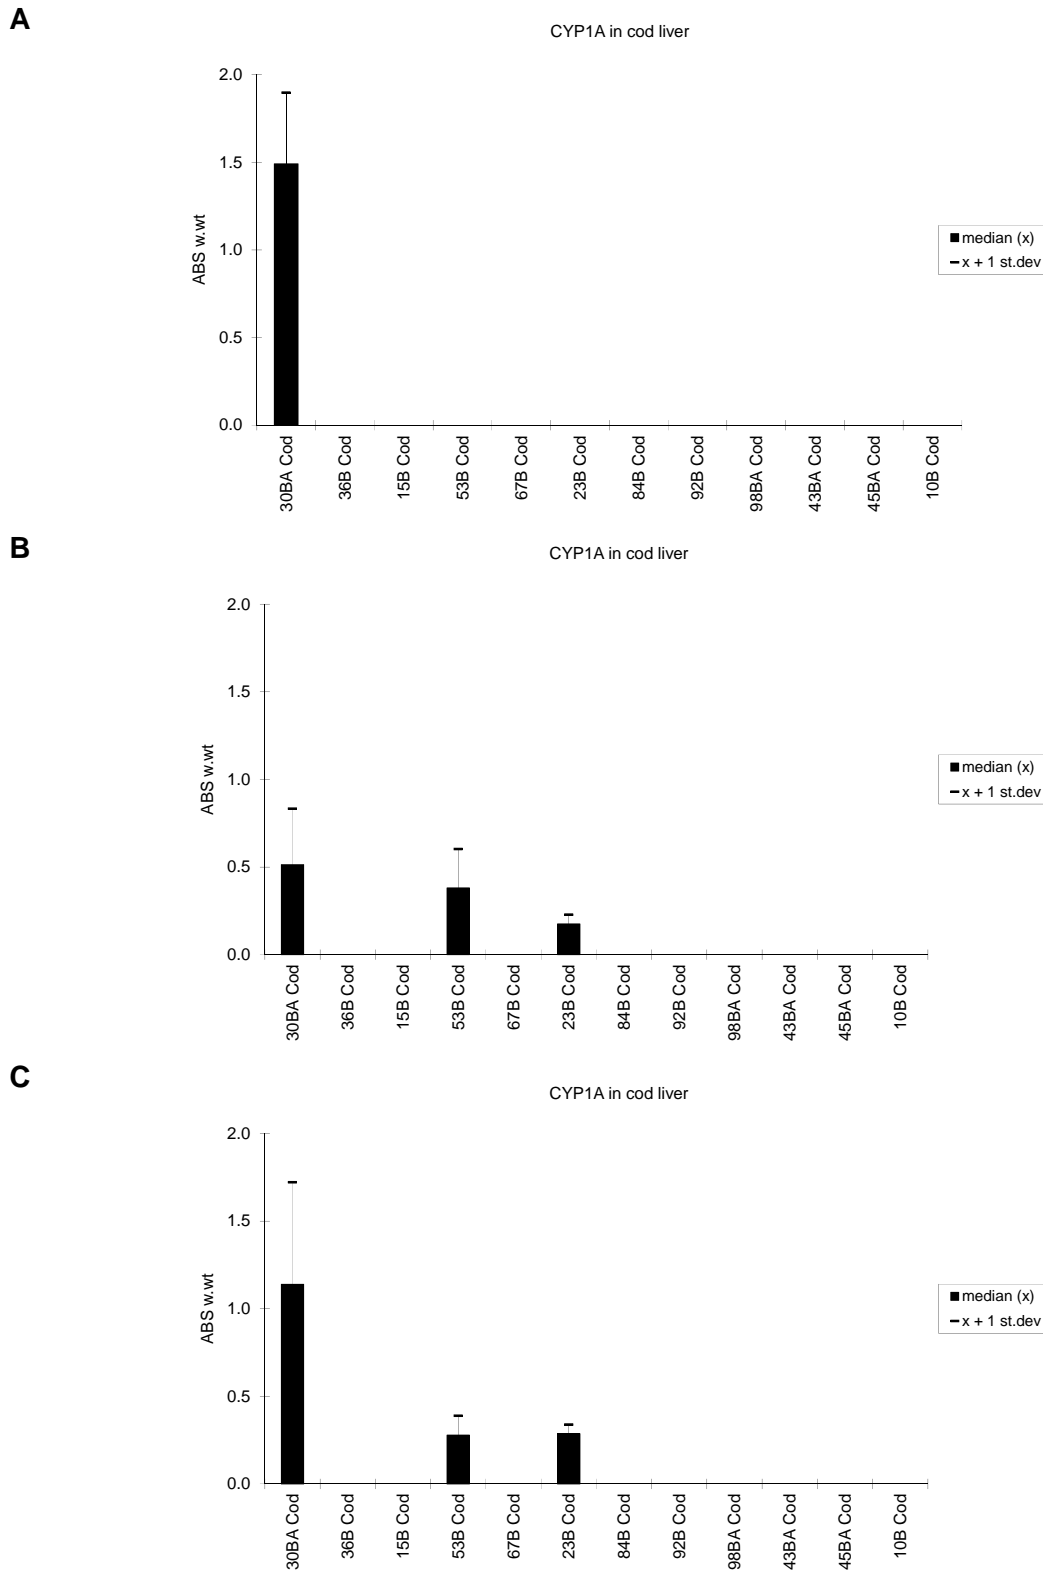 A
CYP1A in cod liver
2.0
1.5
1.0
0.5
0.0
ABS w.wt
median (x)
x + 1 st.dev
30BA Cod
36B Cod
15B Cod
53B Cod
67B Cod
23B Cod
84B Cod
92B Cod
98BA Cod
43BA Cod
45BA Cod
10B Cod
B
CYP1A in cod liver
2.0
1.5
1.0
0.5
0.0
ABS w.wt
median (x)
x + 1 st.dev
30BA Cod
36B Cod
15B Cod
53B Cod
67B Cod
23B Cod
84B Cod
92B Cod
98BA Cod
43BA Cod
45BA Cod
10B Cod
C
CYP1A in cod liver
2.0
1.5
1.0
0.5
0.0
ABS w.wt
median (x)
x + 1 st.dev
30BA Cod
36B Cod
15B Cod
53B Cod
67B Cod
23B Cod
84B Cod
92B Cod
98BA Cod
43BA Cod
45BA Cod
10B Cod